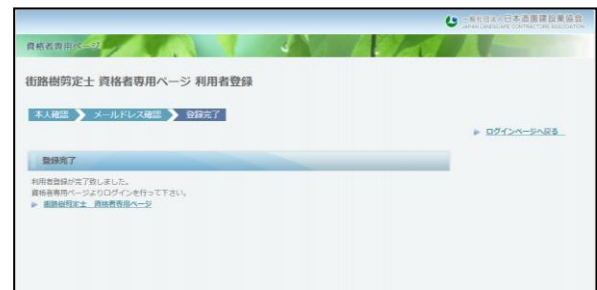 一般社団法人日本造園建設業協会
JAPAN LANDSCAPE CONTRACTORS ASSOCIATION
資格者専用ページ
街路樹剪定士 資格者専用ページ 利用者登録
本人確認 メールドレス確認 登録完了
ログインページへ戻る
登録完了
利用者登録が完了致しました。
資格者専用ページよりログインを行って下さい。
街路樹剪定士 資格者専用ページ